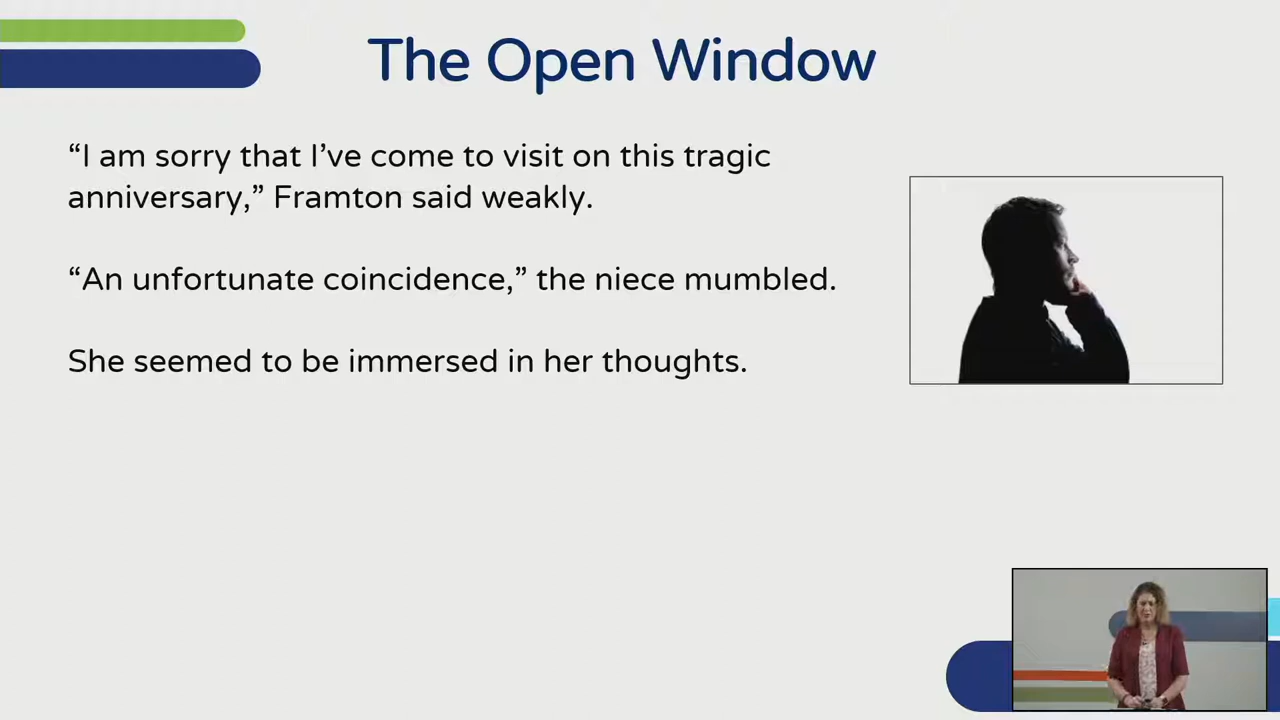 The Open Window
“I am sorry that I’ve come to visit on this tragic
anniversary,” Framton said weakly.
“An unfortunate coincidence,” the niece mumbled.
She seemed to be immersed in her thoughts.